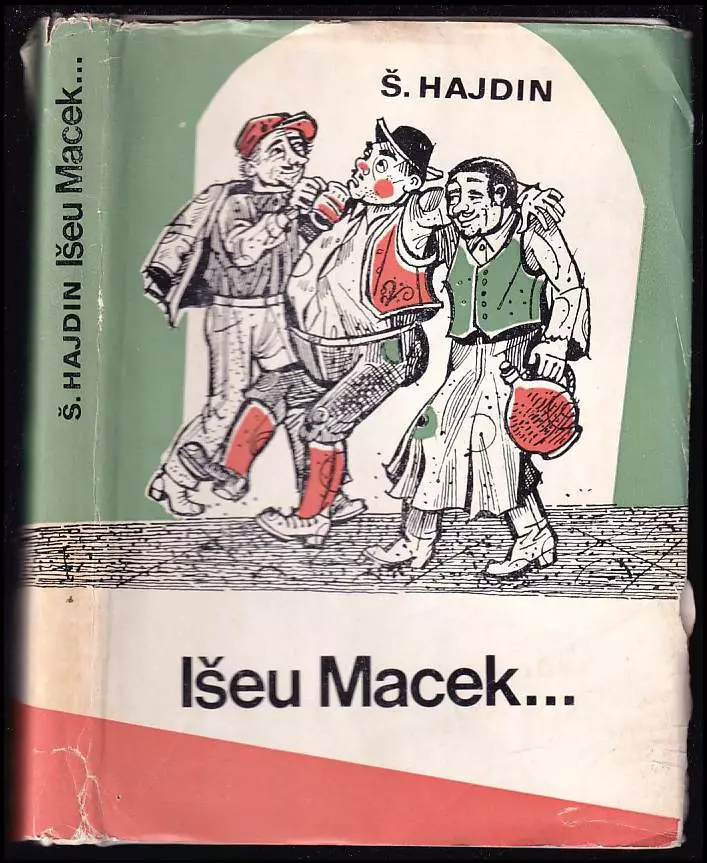 Š. HAJDIN Išeu Macek...
Š. HAJDIN
Išeu Macek...